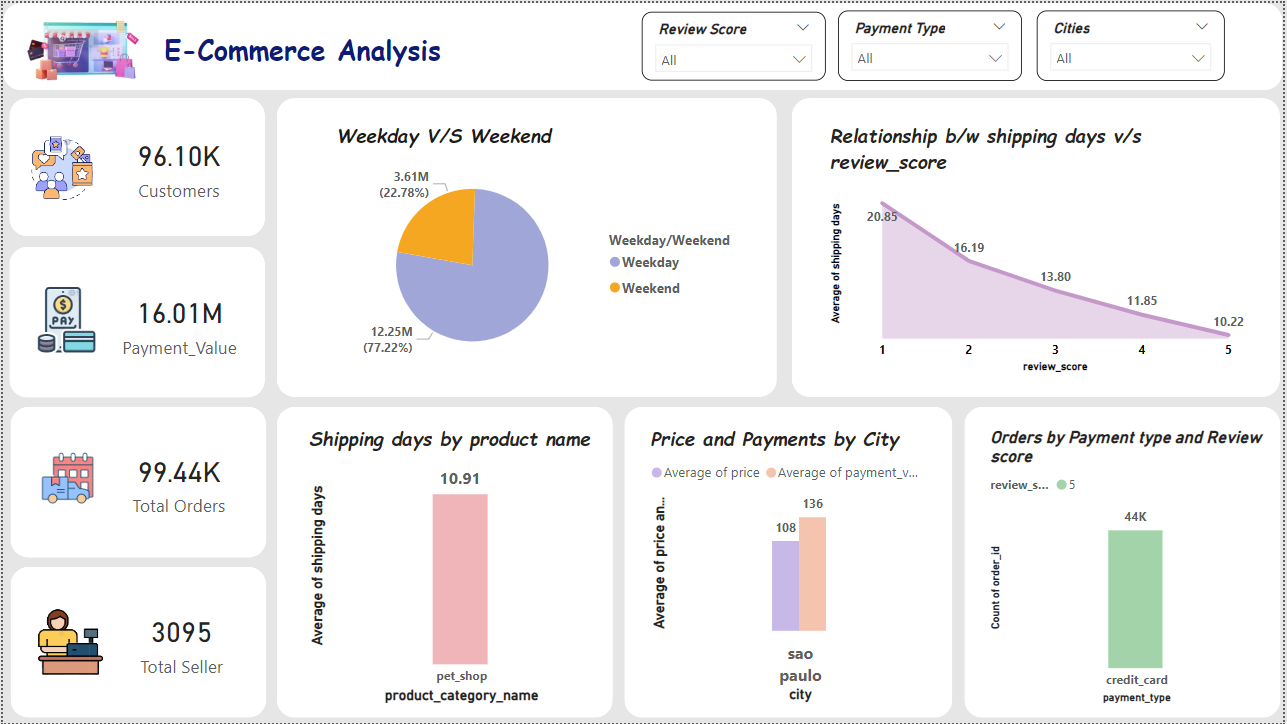 E-Commerce Analysis
Review Score
All
Payment Type
All
Cities
All
96.10K
Customers
16.01M
Payment_Value
PAY
99.44K
Total Orders
3095
Total Seller
Weekday V/S Weekend
3.61M
(22.78%)
12.25M
(77.22%)
Weekday/Weekend
Weekday
Weekend
Relationship b/w shipping days v/s
review_score
Average of shipping days
20.85
16.19
13.80
11.85
10.22
1
2
3
4
5
review_score
Shipping days by product name
Average of shipping days
10.91
pet_shop
product_category_name
Price and Payments by City
Average of price
Average of payment_v...
Average of price an...
108
136
sao
paulo
city
Orders by Payment type and Review
score
review_s...
5
Count of order_id
44K
credit_card
payment_type